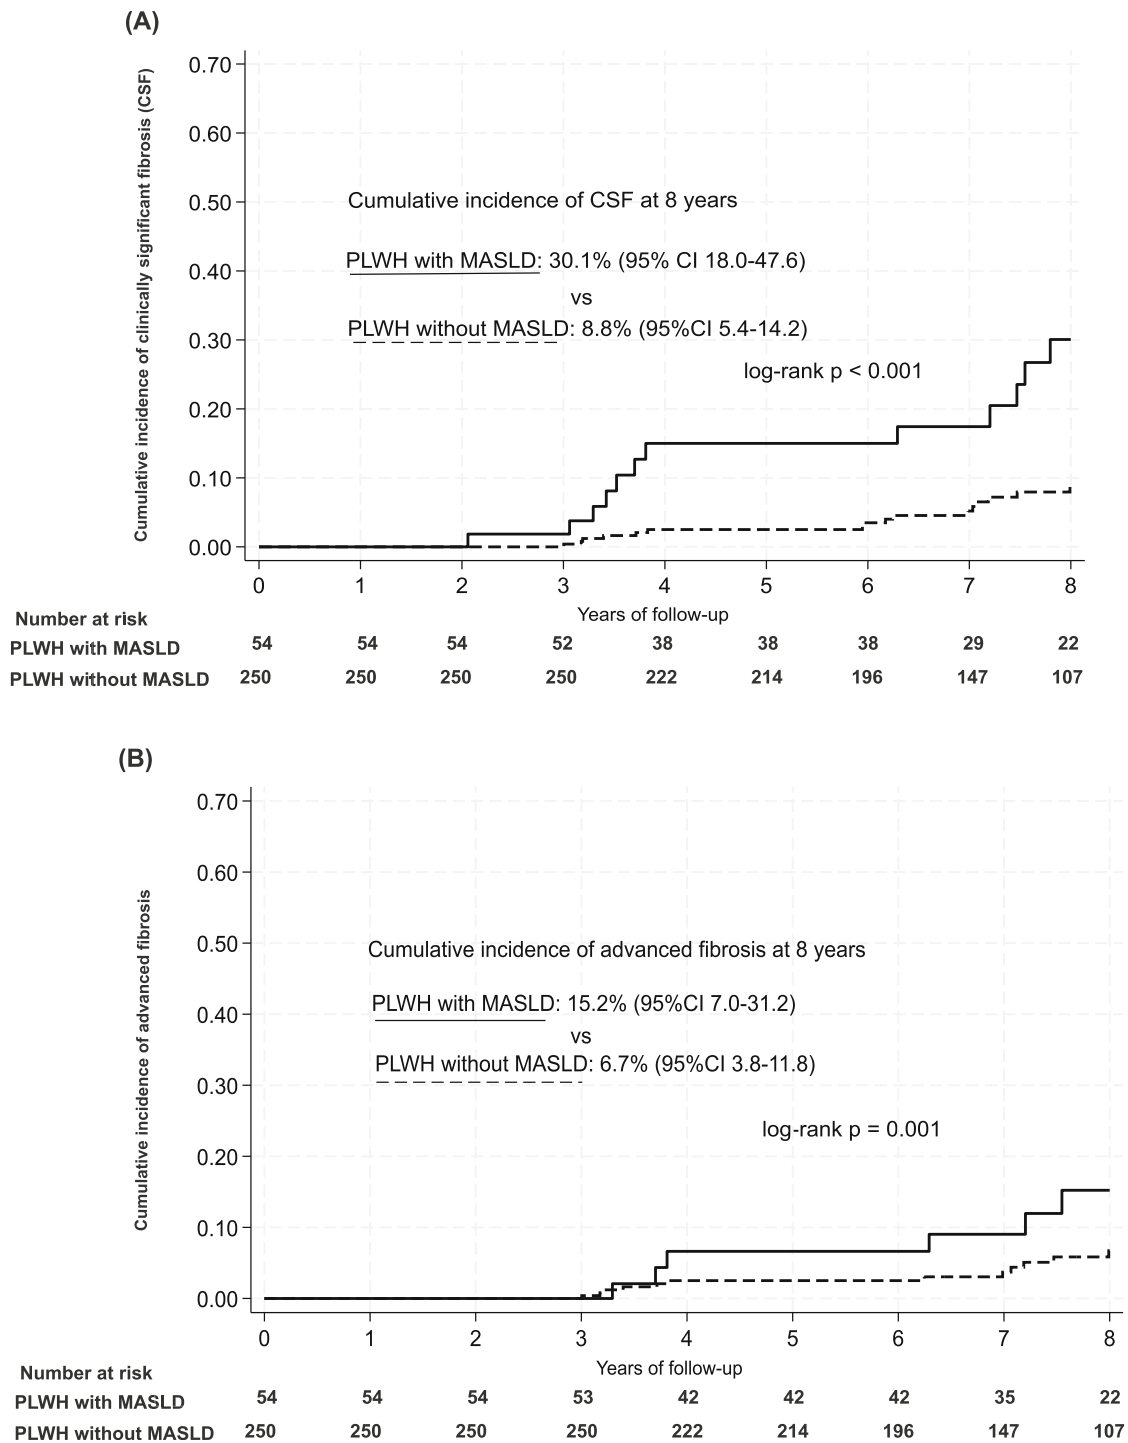 (A)
Cumulative incidence of clinically significant fibrosis (CSF)
0.70
0.60
0.50
0.40
0.30
0.20
0.10
0.00
Cumulative incidence of CSF at 8 years
PLWH with MASLD: 30.1% (95% CI 18.0-47.6)
vs
PLWH without MASLD: 8.8% (95%CI 5.4-14.2)
log-rank p < 0.001
0 1 2 3 4 5 6 7 8
Years of follow-up
Number at risk
PLWH with MASLD 54 54 54 52 38 38 38 29 22
PLWH without MASLD 250 250 250 250 222 214 196 147 107
(B)
Cumulative incidence of advanced fibrosis
0.70
0.60
0.50
0.40
0.30
0.20
0.10
0.00
Cumulative incidence of advanced fibrosis at 8 years
PLWH with MASLD: 15.2% (95%CI 7.0-31.2)
vs
PLWH without MASLD: 6.7% (95%CI 3.8-11.8)
log-rank p = 0.001
0 1 2 3 4 5 6 7 8
Years of follow-up
Number at risk
PLWH with MASLD 54 54 54 53 42 42 42 35 22
PLWH without MASLD 250 250 250 250 222 214 196 147 107